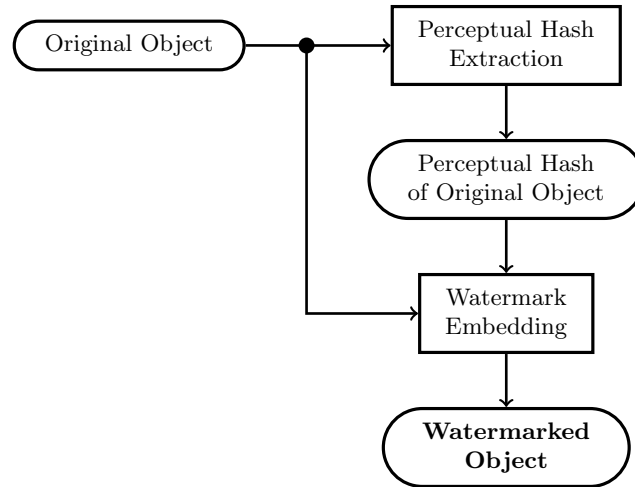 Original Object
Perceptual Hash
Extraction
Perceptual Hash
of Original Object
Watermark
Embedding
Watermarked
Object